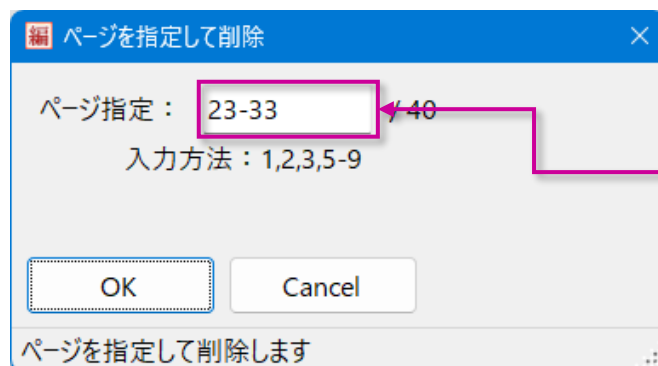 編 ページを指定して削除
ページ指定： 23-33 / 40
入力方法：1,2,3,5-9
OK Cancel
ページを指定して削除します